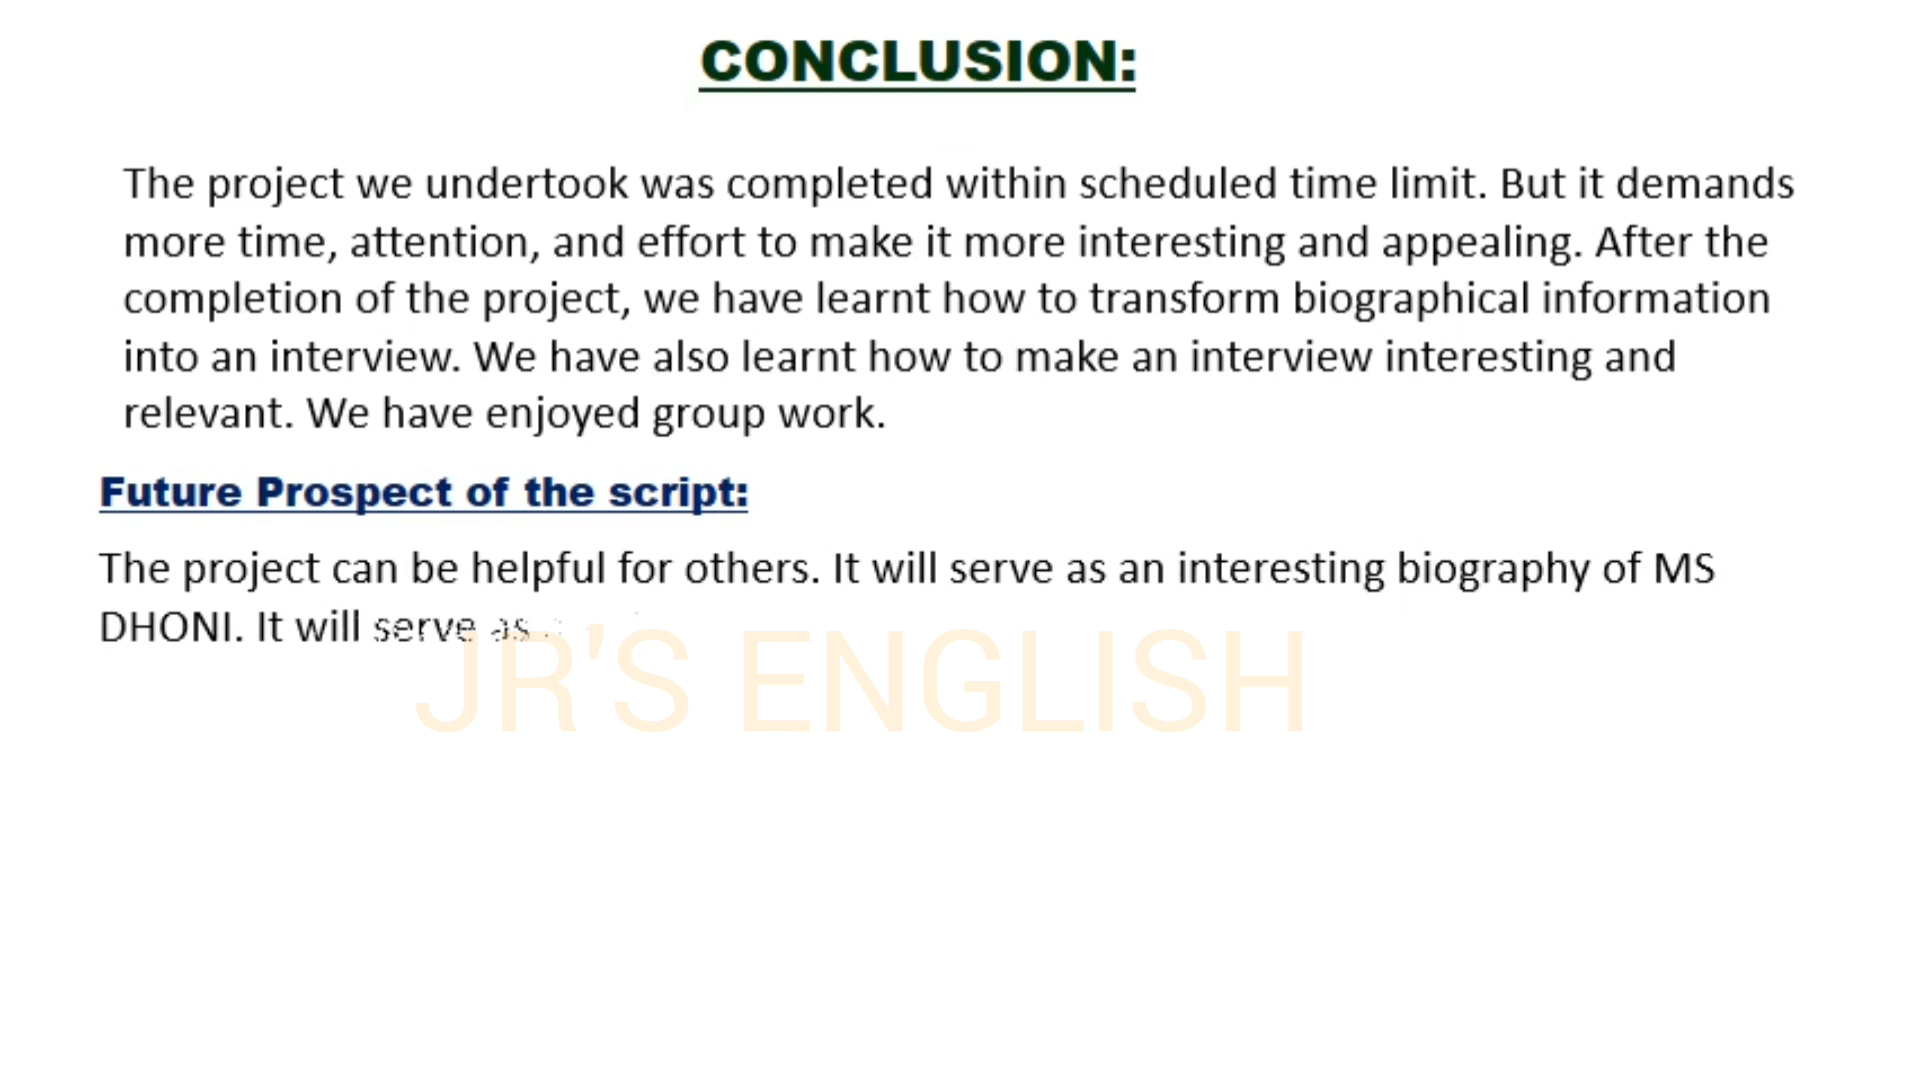 CONCLUSION:
The project we undertook was completed within scheduled time limit. But it demands
more time, attention, and effort to make it more interesting and appealing. After the
completion of the project, we have learnt how to transform biographical information
into an interview. We have also learnt how to make an interview interesting and
relevant. We have enjoyed group work.
Future Prospect of the script:
The project can be helpful for others. It will serve as an interesting biography of MS
DHONI. It will serve as
JR'S ENGLISH